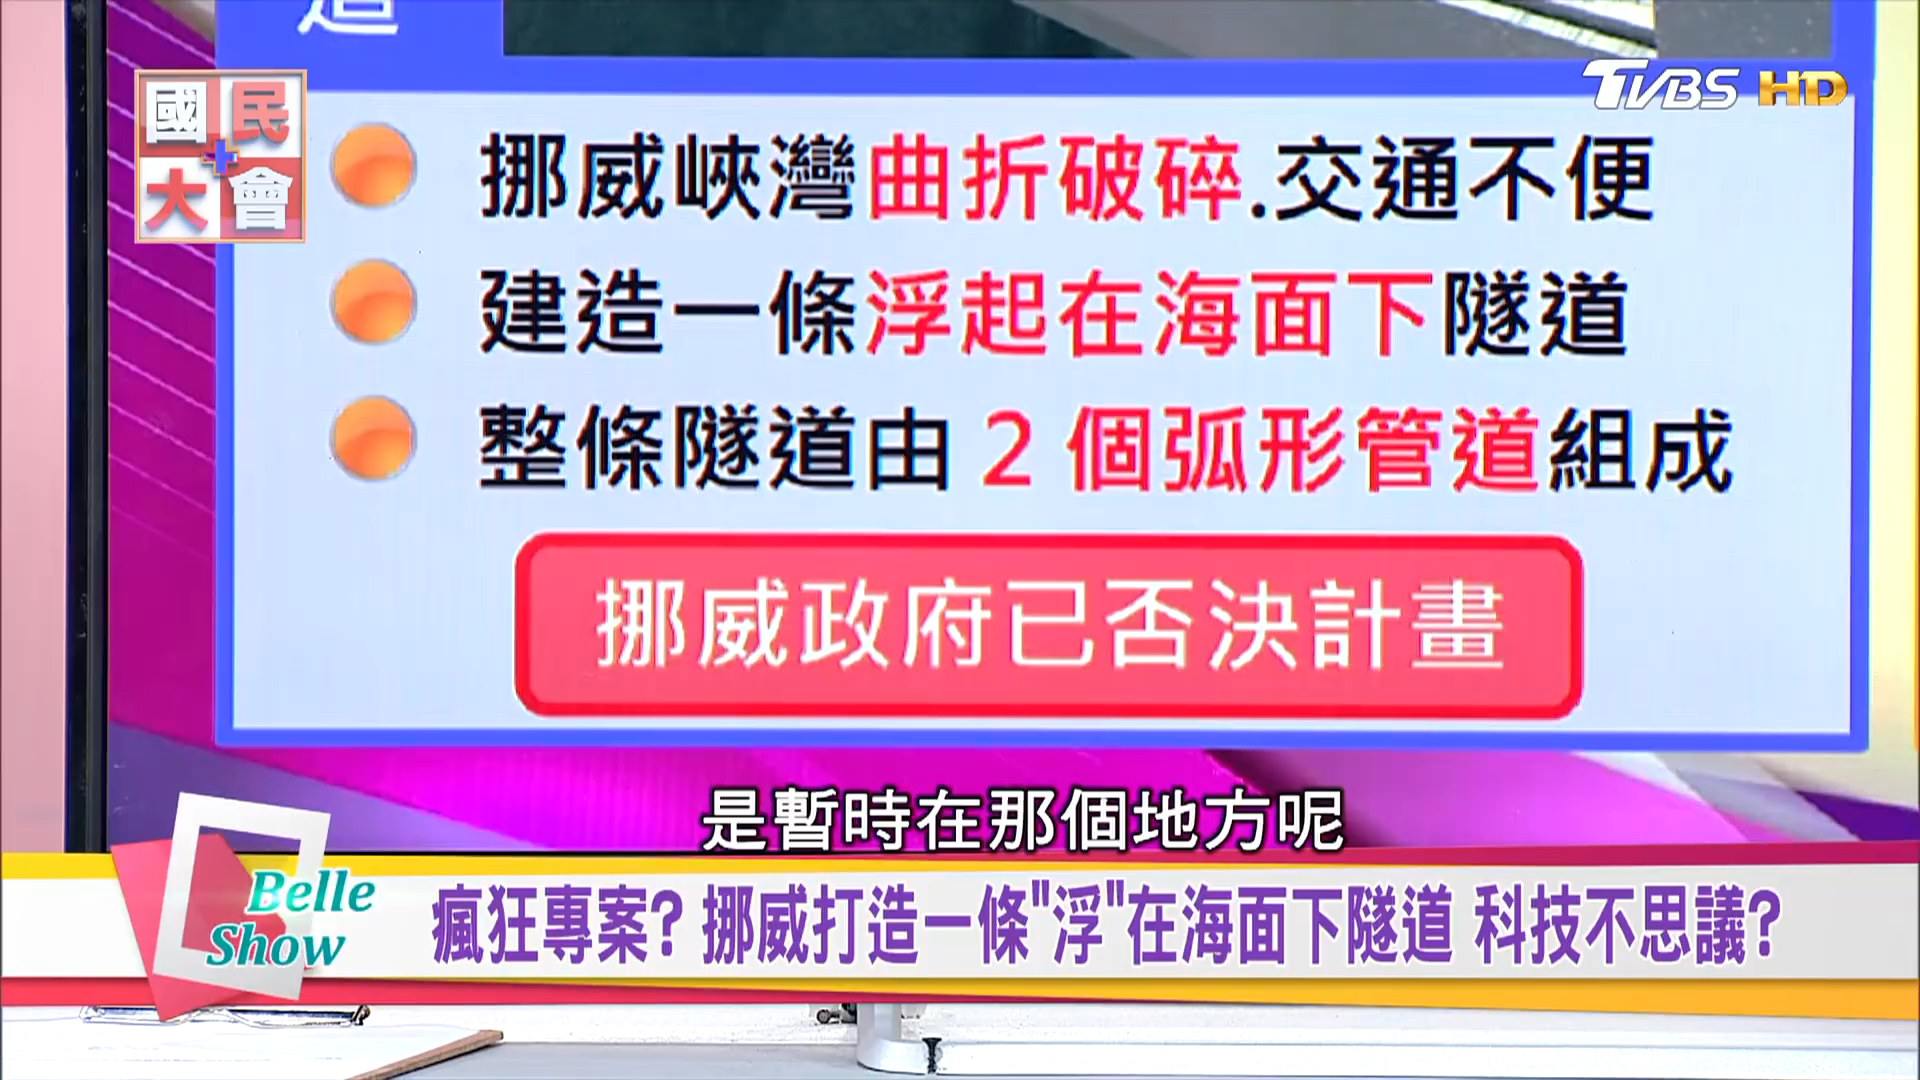 造
TVBS HD
國民
大會
挪威峽灣曲折破碎.交通不便
建造一條浮起在海面下隧道
整條隧道由 2 個弧形管道組成
挪威政府已否決計畫
是暫時在那個地方呢
Belle
Show
瘋狂專案? 挪威打造一條"浮"在海面下隧道 科技不思議?